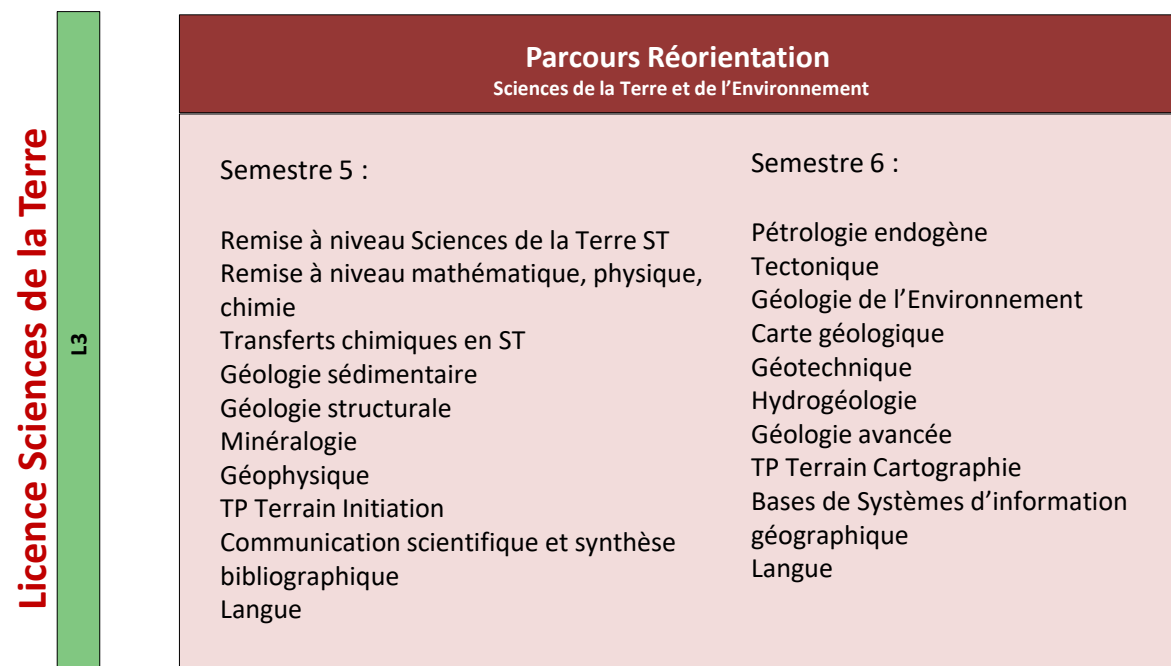 Licence Sciences de la Terre
L3
Parcours Réorientation
Sciences de la Terre et de l’Environnement
Semestre 5 :
Remise à niveau Sciences de la Terre ST
Remise à niveau mathématique, physique,
chimie
Transferts chimiques en ST
Géologie sédimentaire
Géologie structurale
Minéralogie
Géophysique
TP Terrain Initiation
Communication scientifique et synthèse
bibliographique
Langue
Semestre 6 :
Pétrologie endogène
Tectonique
Géologie de l’Environnement
Carte géologique
Géotechnique
Hydrogéologie
Géologie avancée
TP Terrain Cartographie
Bases de Systèmes d’information
géographique
Langue